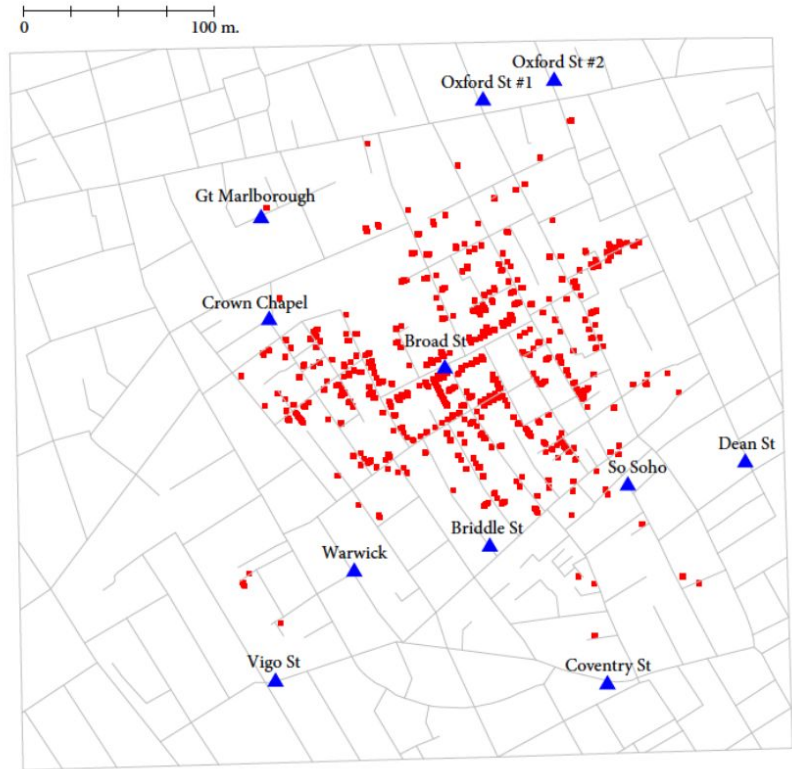 0 100 m.
Oxford St #2
Oxford St #1
Gt Marlborough
Crown Chapel
Broad St
Dean St
So Soho
Briddle St
Warwick
Vigo St
Coventry St